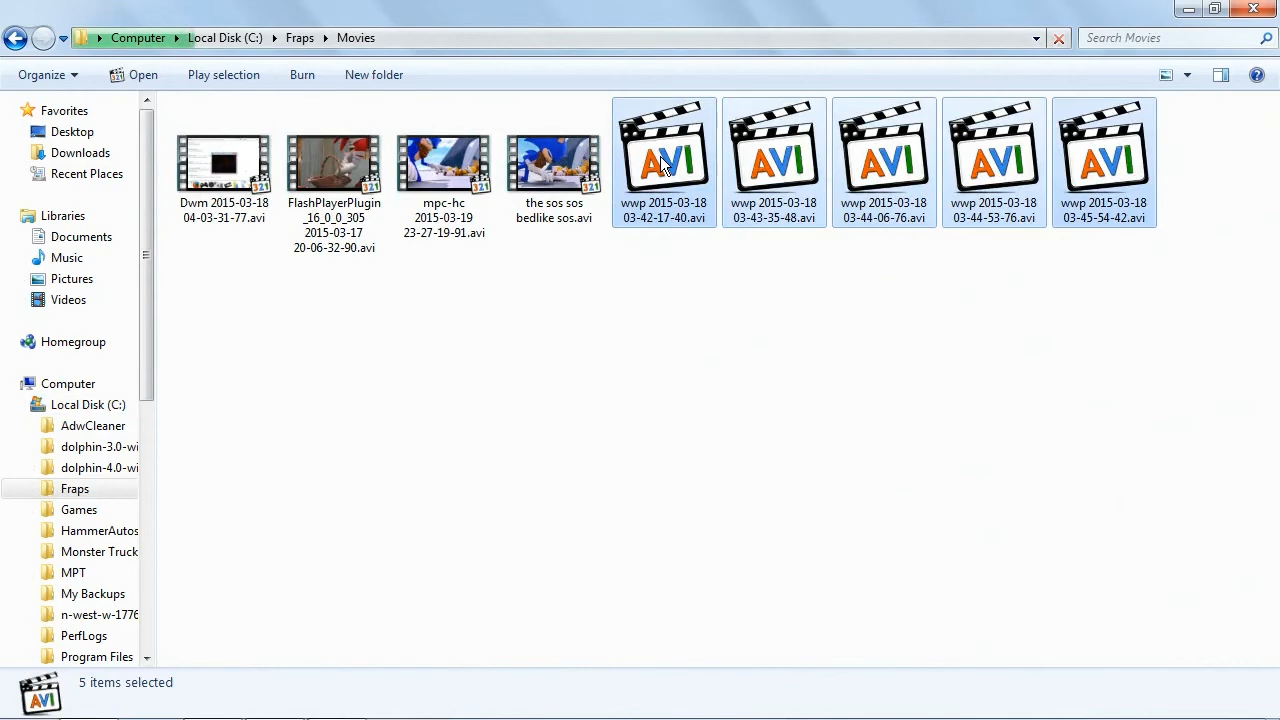 Computer Local Disk (C:) Fraps Movies
Search Movies
Organize Open Play selection Burn New folder
Favorites
Desktop
Downloads
Recent Places
Libraries
Documents
Music
Pictures
Videos
Homegroup
Computer
Local Disk (C:)
AdwCleaner
dolphin-3.0-wi
dolphin-4.0-wi
Fraps
Games
HammerAutos
Monster Truck
MPT
My Backups
n-west-w-1776
PerfLogs
Program Files
321
Dwm 2015-03-18
04-03-31-77.avi
321
FlashPlayerPlugin
_16_0_0_305
2015-03-17
20-06-32-90.avi
321
mpc-hc
2015-03-19
23-27-19-91.avi
321
the sos sos
bedlike sos.avi
AVI
wwp 2015-03-18
03-42-17-40.avi
AVI
wwp 2015-03-18
03-43-35-48.avi
AVI
wwp 2015-03-18
03-44-06-76.avi
AVI
wwp 2015-03-18
03-44-53-76.avi
AVI
wwp 2015-03-18
03-45-54-42.avi
AVI
5 items selected